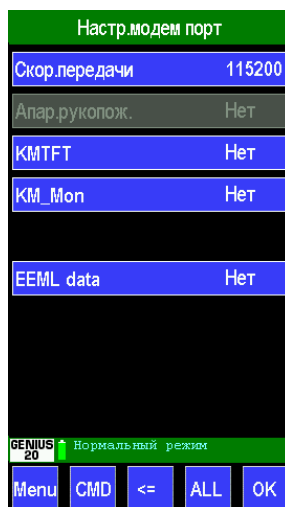 Настр.модем порт
Скор.передачи 115200
Апар.рукопож. Нет
KMTFT Нет
KM_Mon Нет
EEML data Нет
GENIUS
20
Нормальный режим
Menu CMD <= ALL OK